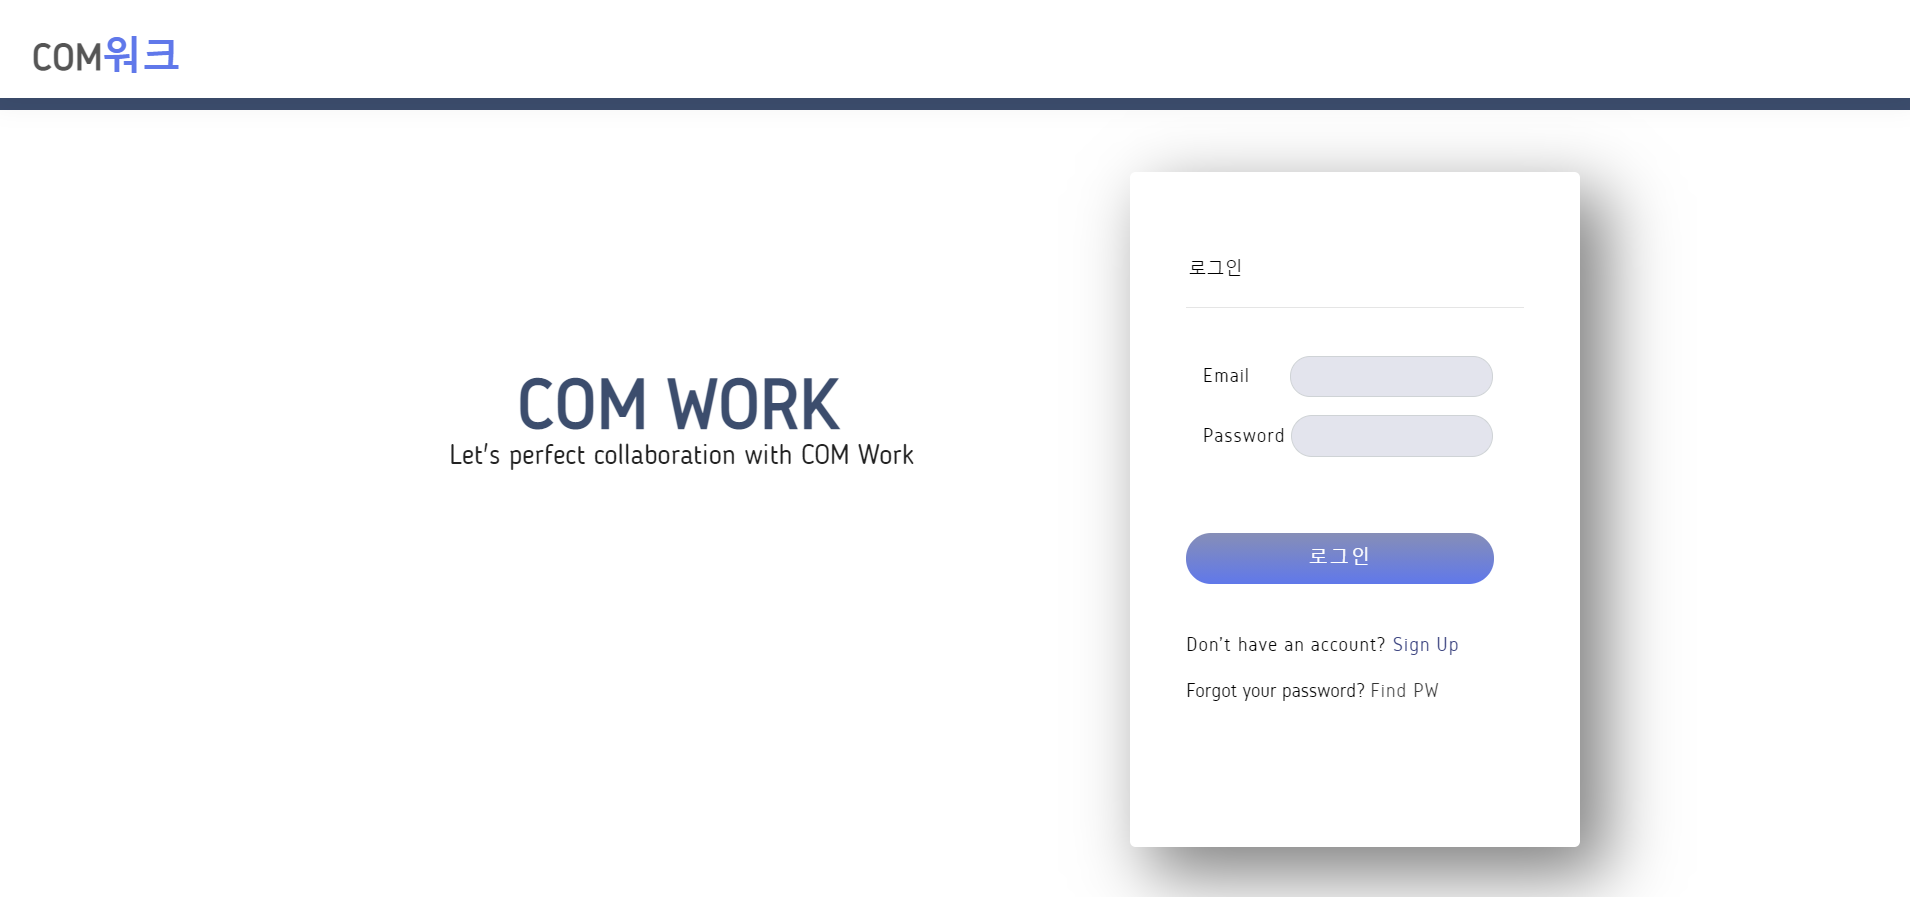 COM워크
COM WORK
Let's perfect collaboration with COM Work
로그인
Email
Password
로그인
Don't have an account? Sign Up
Forgot your password? Find PW